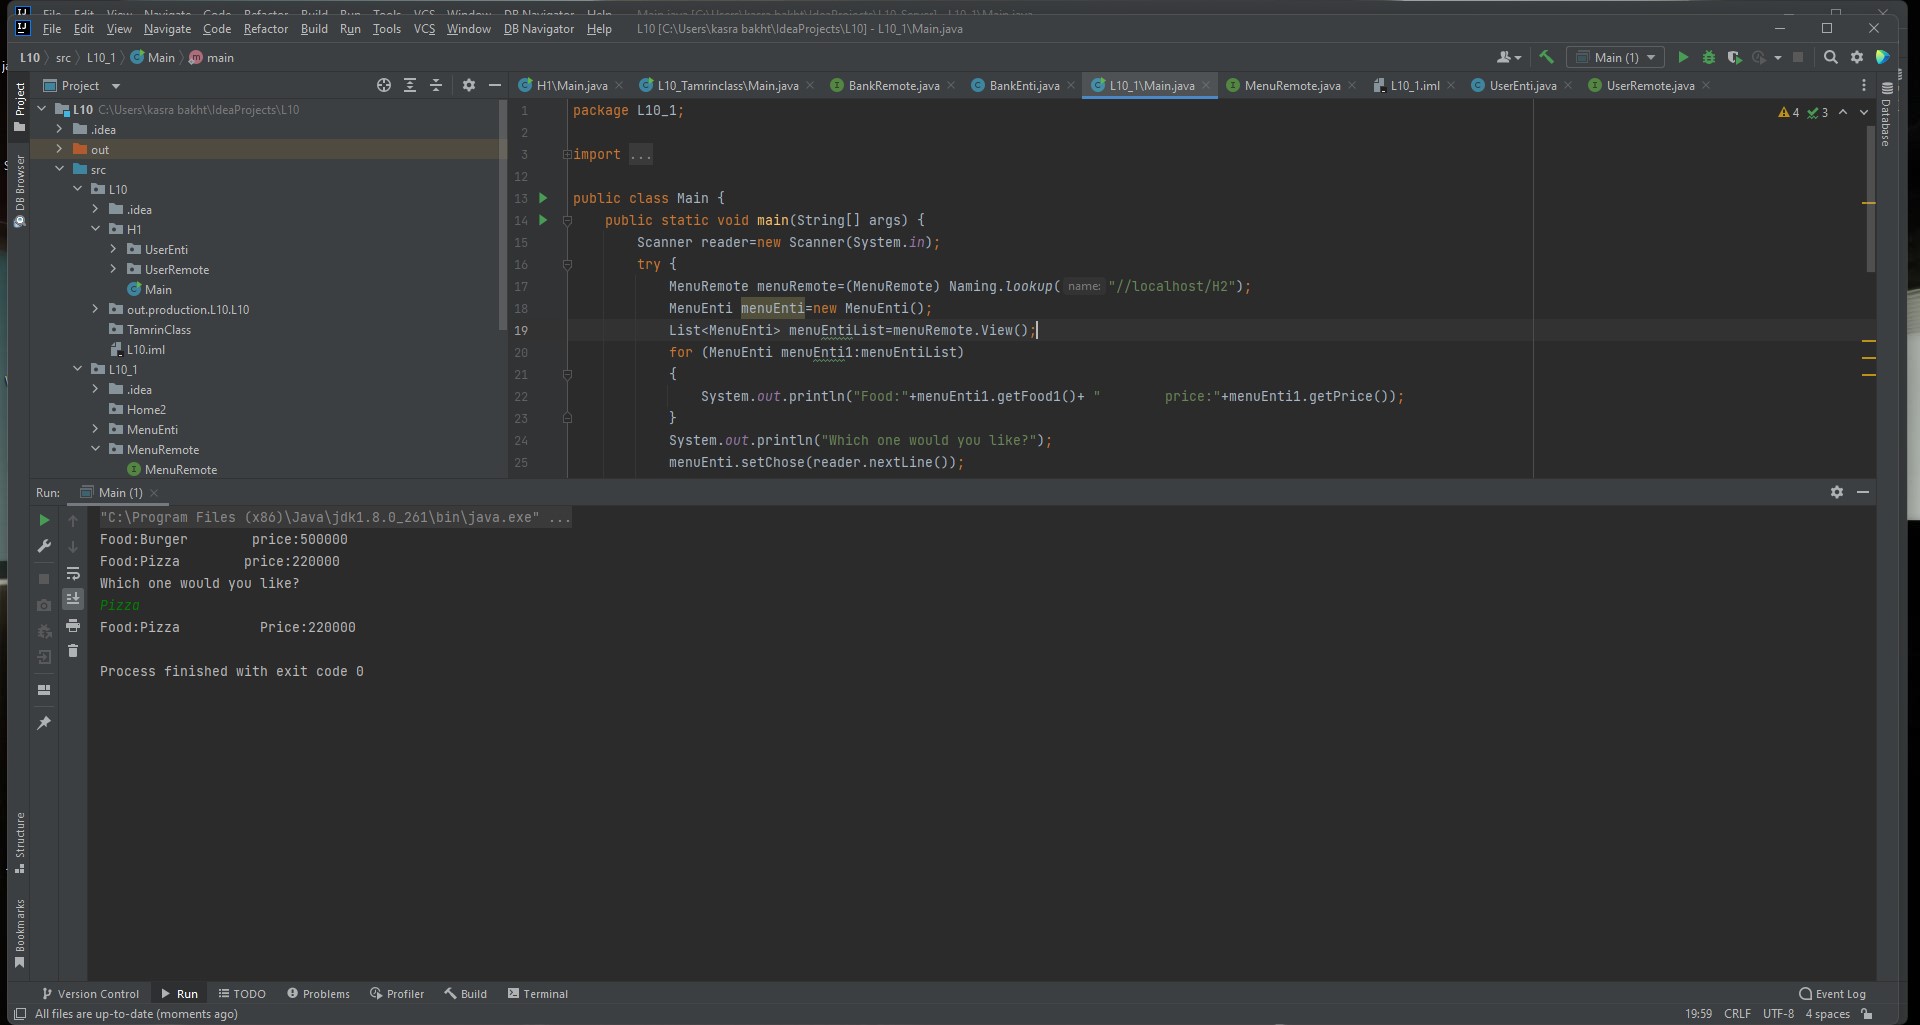 File Edit View Navigate Code Refactor Build Run Tools VCS Window DB Navigator Help L10 [C:\Users\kasra bakht\IdeaProjects\L10] - L10_1\Main.java
L10 src L10_1 Main main
Main (1)
Project
H1\Main.java L10_Tamrinclass\Main.java BankRemote.java BankEnti.java L10_1\Main.java MenuRemote.java L10_1.iml UserEnti.java UserRemote.java
Project
DB Browser
Structure
Bookmarks
Database
L10 C:\Users\kasra bakht\IdeaProjects\L10
.idea
out
src
L10
.idea
H1
UserEnti
UserRemote
Main
out.production.L10.L10
TamrinClass
L10.iml
L10_1
.idea
Home2
MenuEnti
MenuRemote
MenuRemote
4 3
1 package L10_1;
2
3 import ...
12
13 public class Main {
14 public static void main(String[] args) {
15 Scanner reader=new Scanner(System.in);
16 try {
17 MenuRemote menuRemote=(MenuRemote) Naming.lookup( name: "//localhost/H2");
18 MenuEnti menuEnti=new MenuEnti();
19 List<MenuEnti> menuEntiList=menuRemote.View();
20 for (MenuEnti menuEnti1:menuEntiList)
21 {
22 System.out.println("Food:"+menuEnti1.getFood1()+ "        price:"+menuEnti1.getPrice());
23 }
24 System.out.println("Which one would you like?");
25 menuEnti.setChose(reader.nextLine());
Run: Main (1)
"C:\Program Files (x86)\Java\jdk1.8.0_261\bin\java.exe" ...
Food:Burger        price:500000
Food:Pizza        price:220000
Which one would you like?
Pizza
Food:Pizza          Price:220000
Process finished with exit code 0
Version Control Run TODO Problems Profiler Build Terminal Event Log
All files are up-to-date (moments ago) 19:59 CRLF UTF-8 4 spaces